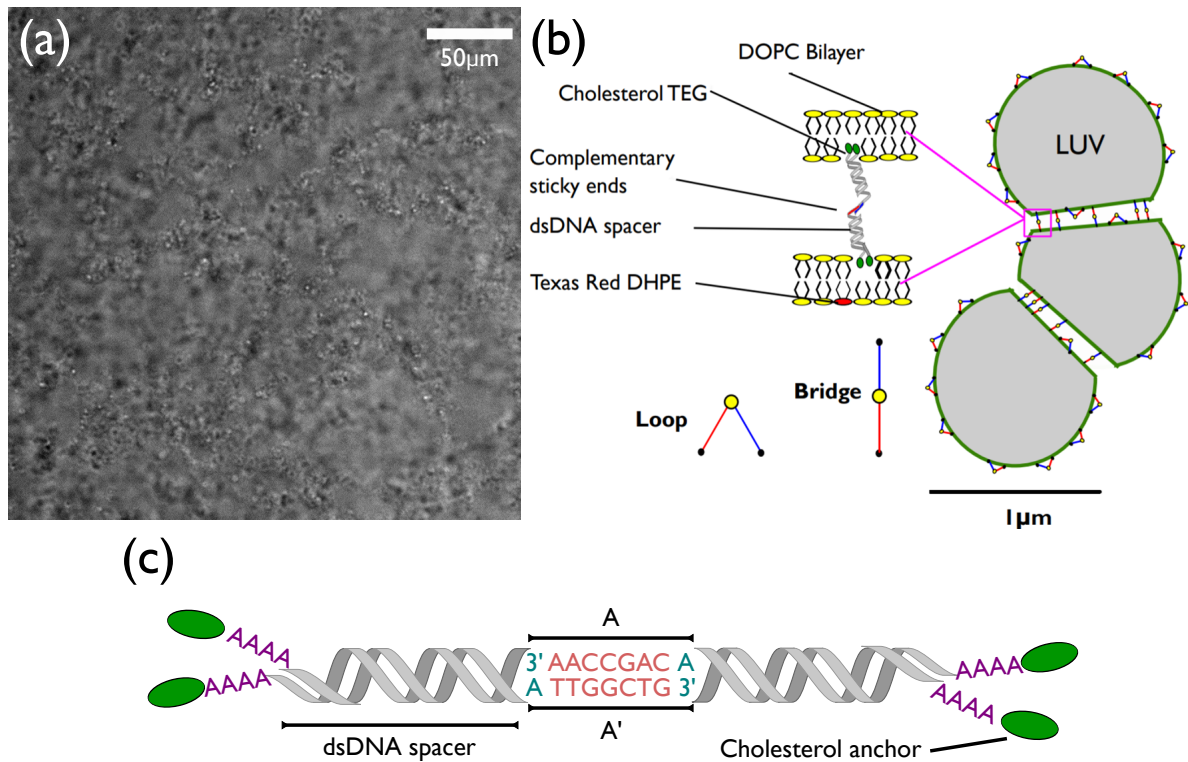 (a)
50µm
(b)
DOPC Bilayer
Cholesterol TEG
Complementary
sticky ends
dsDNA spacer
Texas Red DHPE
LUV
Loop
Bridge
1µm
(c)
A
3' AACCGAC A
A TTGGCTG 3'
A'
AAAA
AAAA
AAAA
AAAA
dsDNA spacer
Cholesterol anchor